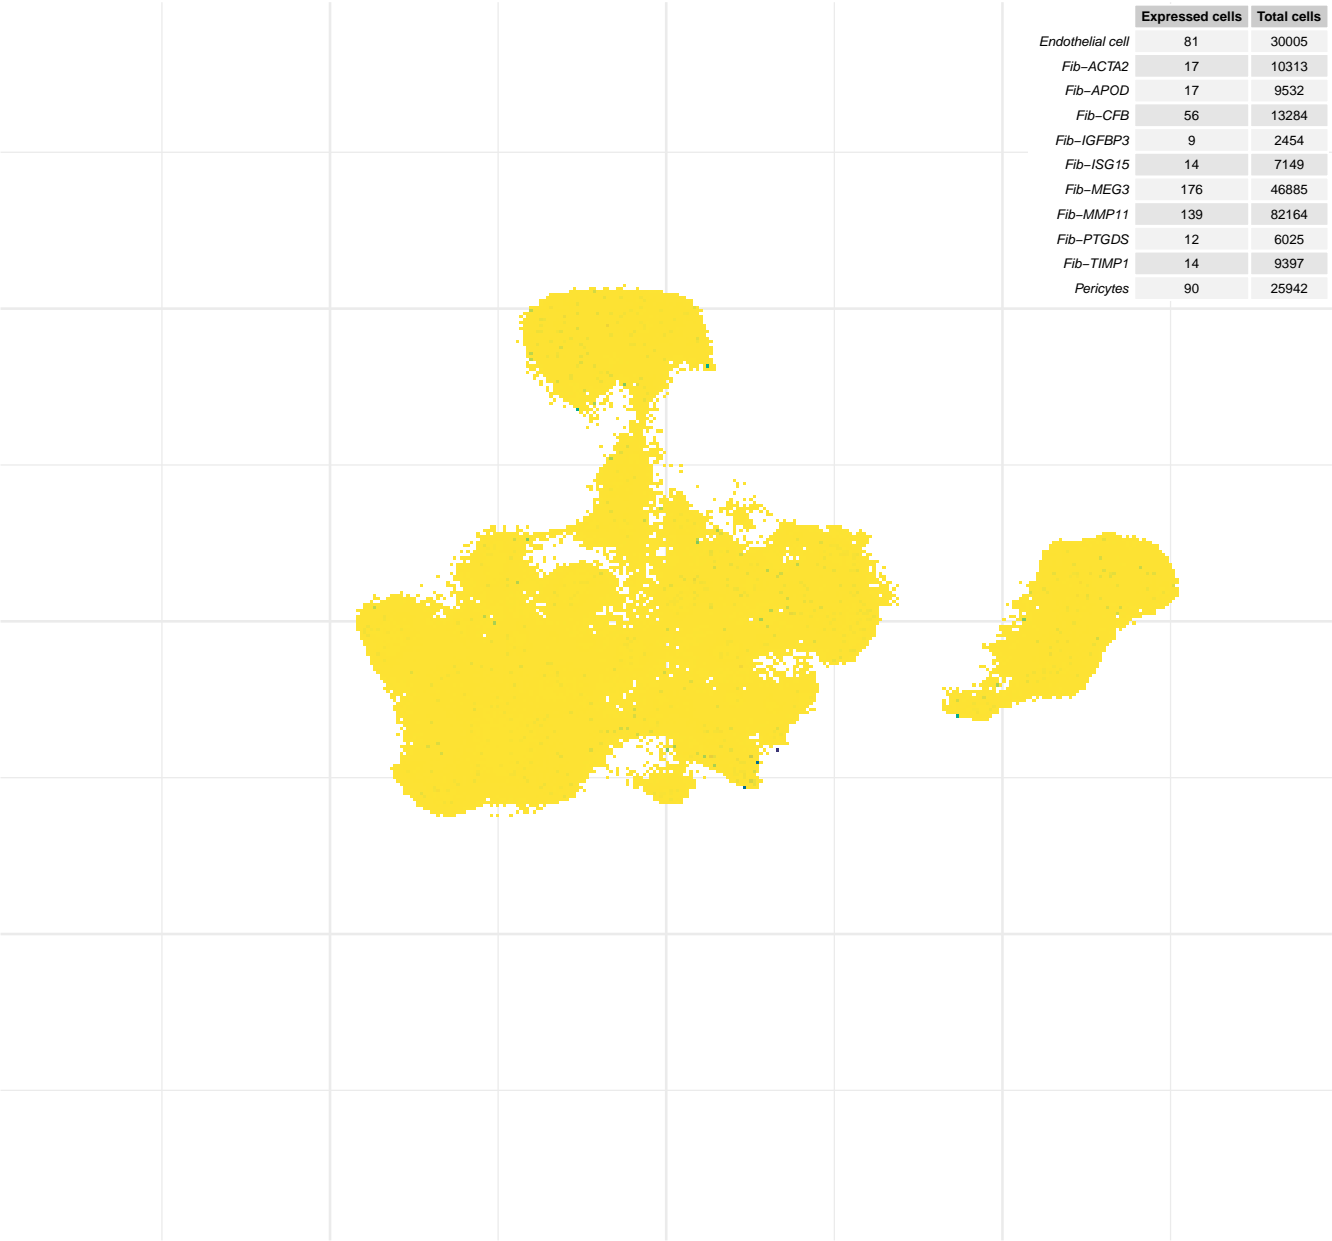 Expressed cells Total cells
Endothelial cell 81 30005
Fib−ACTA2 17 10313
Fib−APOD 17 9532
Fib−CFB 56 13284
Fib−IGFBP3 9 2454
Fib−ISG15 14 7149
Fib−MEG3 176 46885
Fib−MMP11 139 82164
Fib−PTGDS 12 6025
Fib−TIMP1 14 9397
Pericytes 90 25942